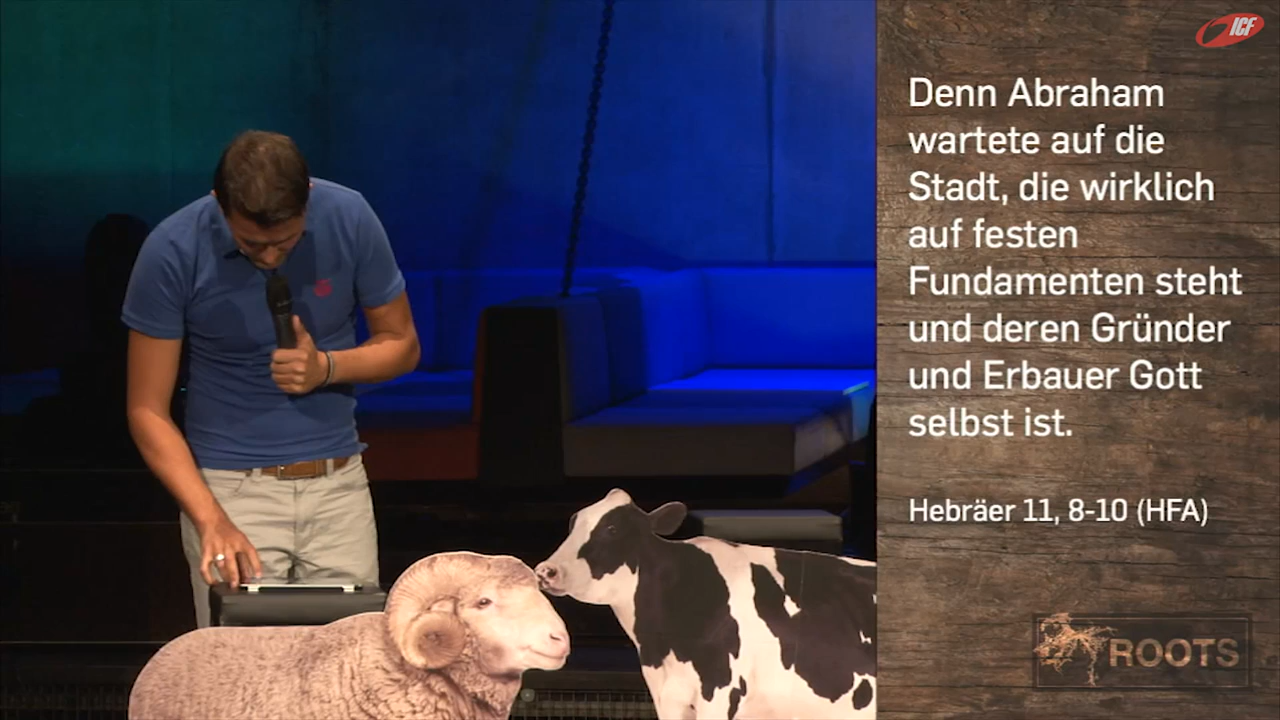 ICF
Denn Abraham
wartete auf die
Stadt, die wirklich
auf festen
Fundamenten steht
und deren Gründer
und Erbauer Gott
selbst ist.
Hebräer 11, 8-10 (HFA)
ROOTS